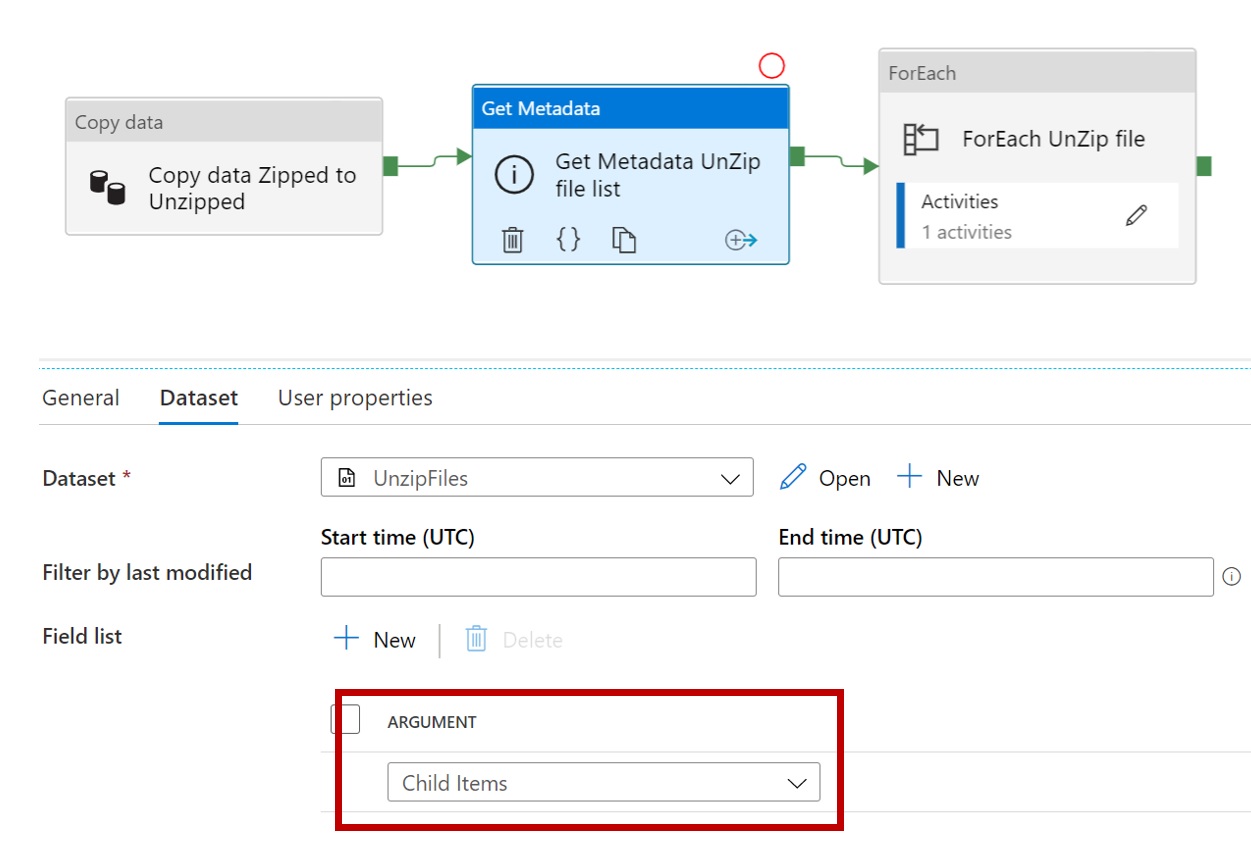 Copy data
Copy data Zipped to
Unzipped
Get Metadata
Get Metadata UnZip
file list
ForEach
ForEach UnZip file
Activities
1 activities
General Dataset User properties
Dataset * UnzipFiles Open New
Start time (UTC) End time (UTC)
Filter by last modified
Field list New Delete
ARGUMENT
Child Items